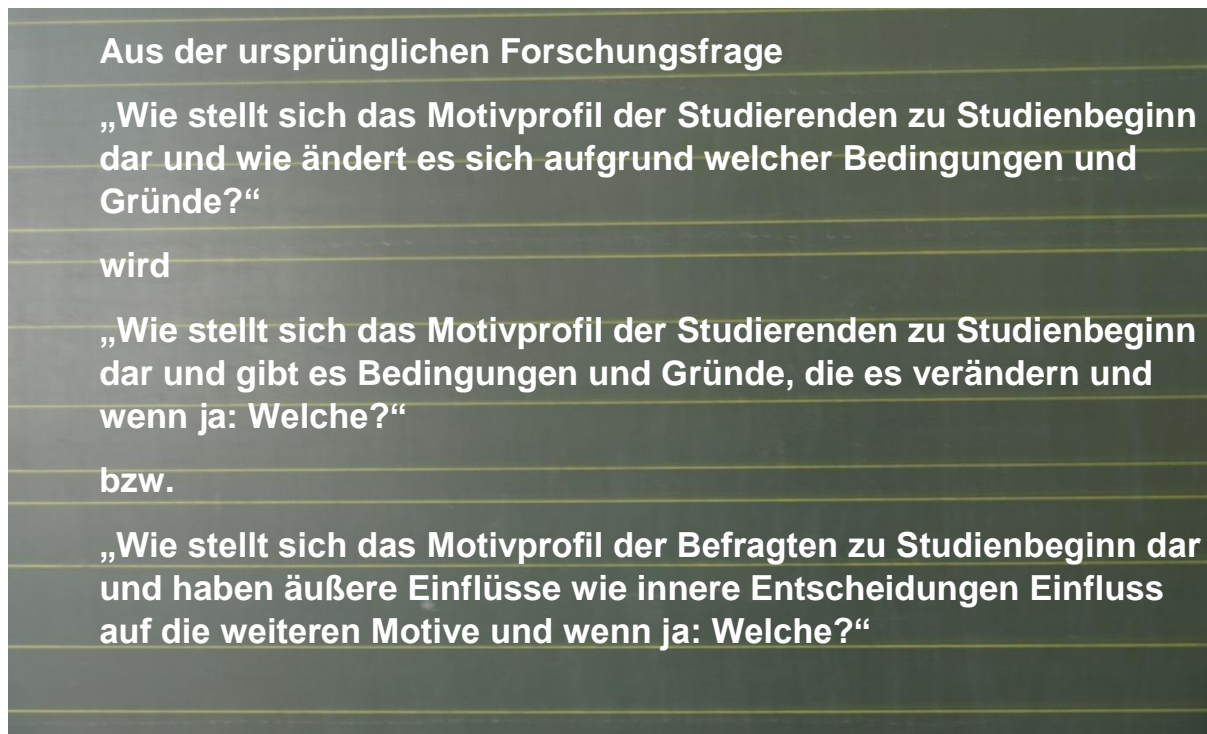 Aus der ursprünglichen Forschungsfrage
„Wie stellt sich das Motivprofil der Studierenden zu Studienbeginn
dar und wie ändert es sich aufgrund welcher Bedingungen und
Gründe?“
wird
„Wie stellt sich das Motivprofil der Studierenden zu Studienbeginn
dar und gibt es Bedingungen und Gründe, die es verändern und
wenn ja: Welche?“
bzw.
„Wie stellt sich das Motivprofil der Befragten zu Studienbeginn dar
und haben äußere Einflüsse wie innere Entscheidungen Einfluss
auf die weiteren Motive und wenn ja: Welche?“